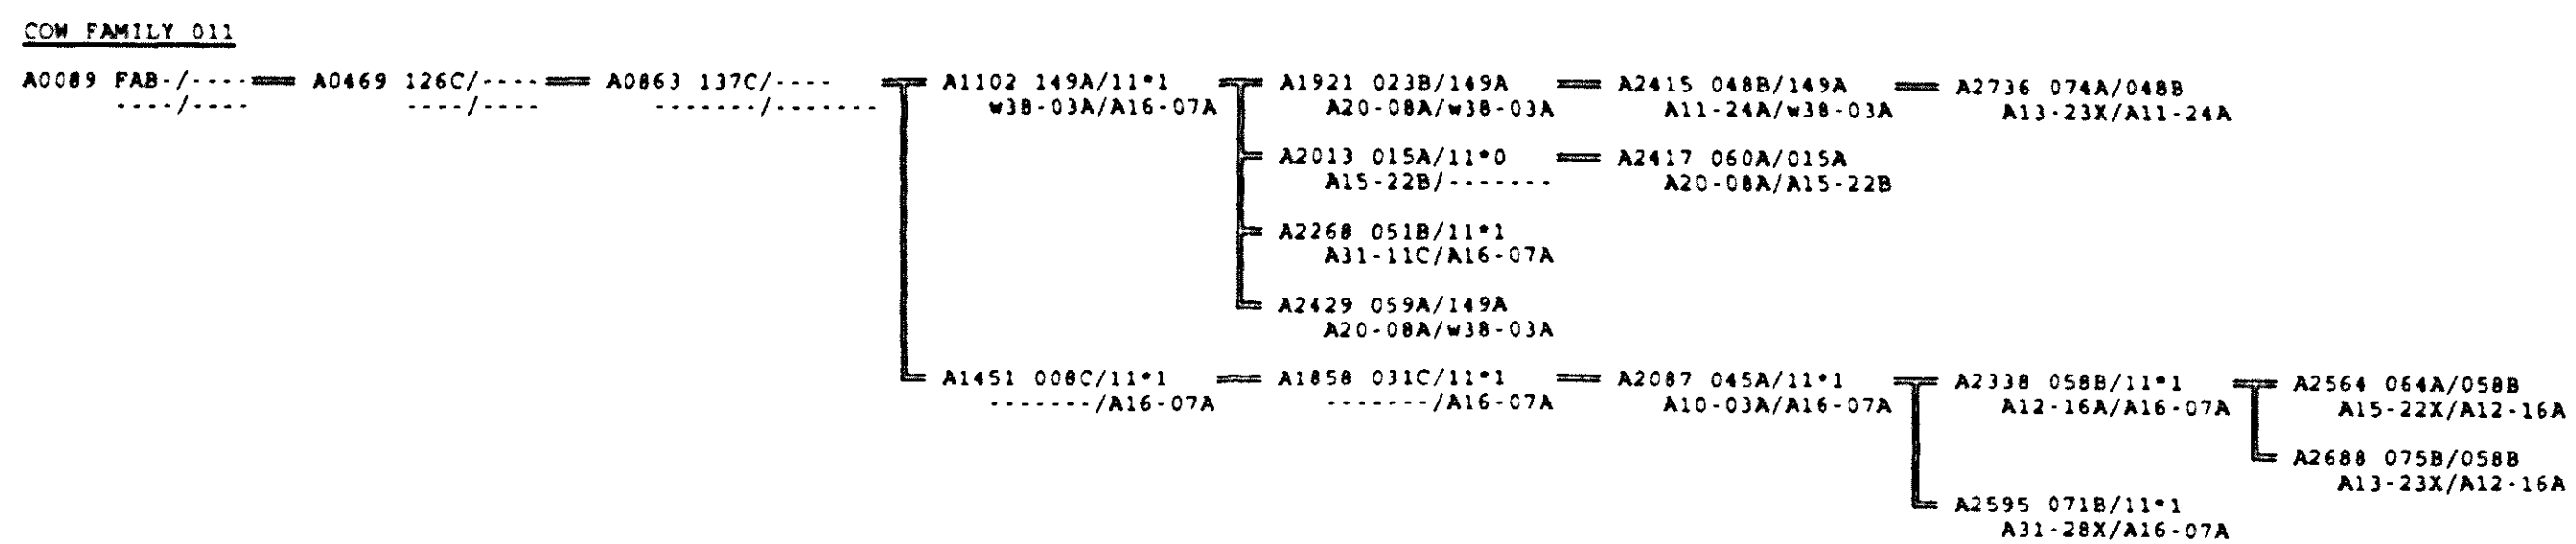 COW FAMILY 011
A0089 FAB-/---- A0469 126C/---- A0863 137C/---- A1102 149A/11*1 A1921 023B/149A A2415 048B/149A A2736 074A/048B
----/---- ----/---- -------/------- w38-03A/A16-07A A20-08A/w38-03A A11-24A/w38-03A A13-23X/A11-24A
A2013 015A/11*0 A2417 060A/015A
A15-22B/------- A20-08A/A15-22B
A2268 051B/11*1
A31-11C/A16-07A
A2429 059A/149A
A20-08A/w38-03A
A1451 008C/11*1 A1858 031C/11*1 A2087 045A/11*1 A2338 058B/11*1 A2564 064A/058B
-------/A16-07A -------/A16-07A A10-03A/A16-07A A12-16A/A16-07A A15-22X/A12-16A
A2688 075B/058B
A13-23X/A12-16A
A2595 071B/11*1
A31-28X/A16-07A